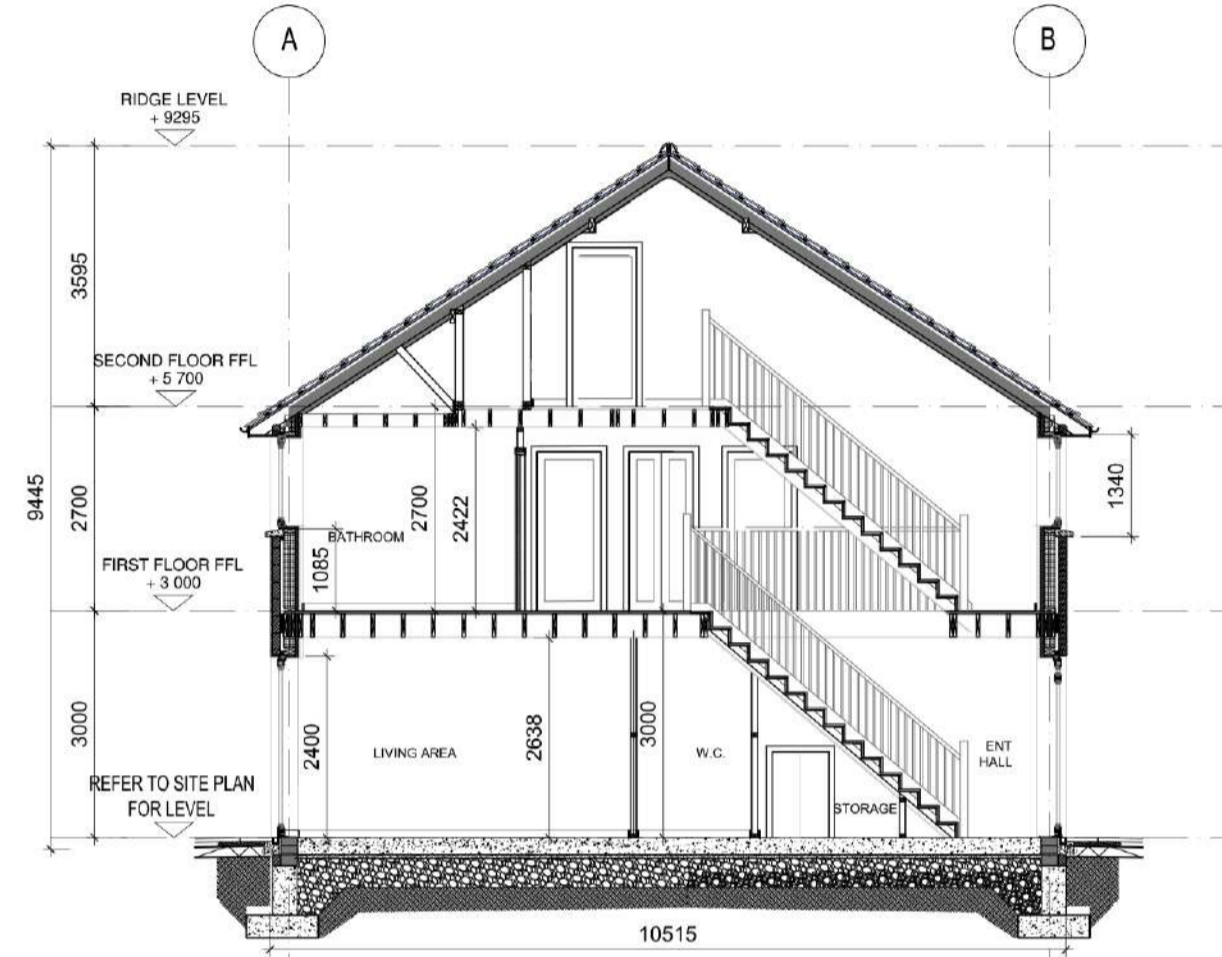 A
B
RIDGE LEVEL
+ 9295
3595
SECOND FLOOR FFL
+ 5 700
9445
2700
2700
2422
1340
BATHROOM
1085
FIRST FLOOR FFL
+ 3 000
3000
2400
LIVING AREA
2638
3000
W.C.
ENT
HALL
STORAGE
REFER TO SITE PLAN
FOR LEVEL
10515